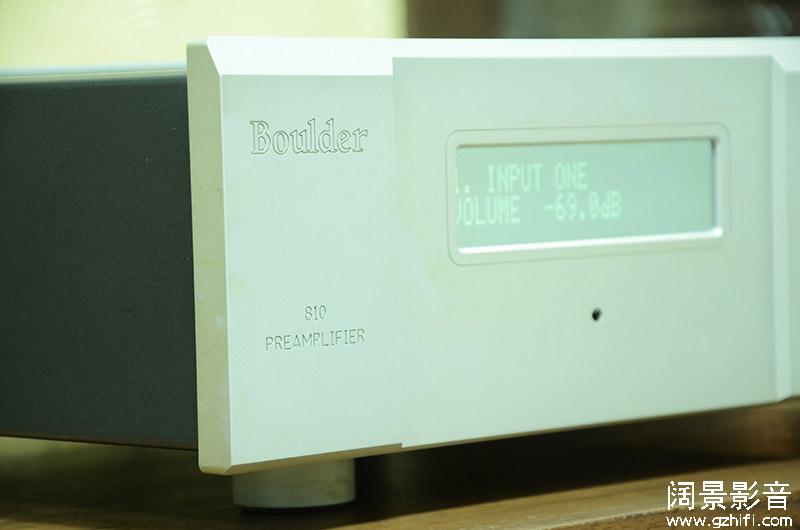 Boulder
1. INPUT ONE
VOLUME -69.0dB
810
PREAMPLIFIER
阔景影音
www.gzhifi.com